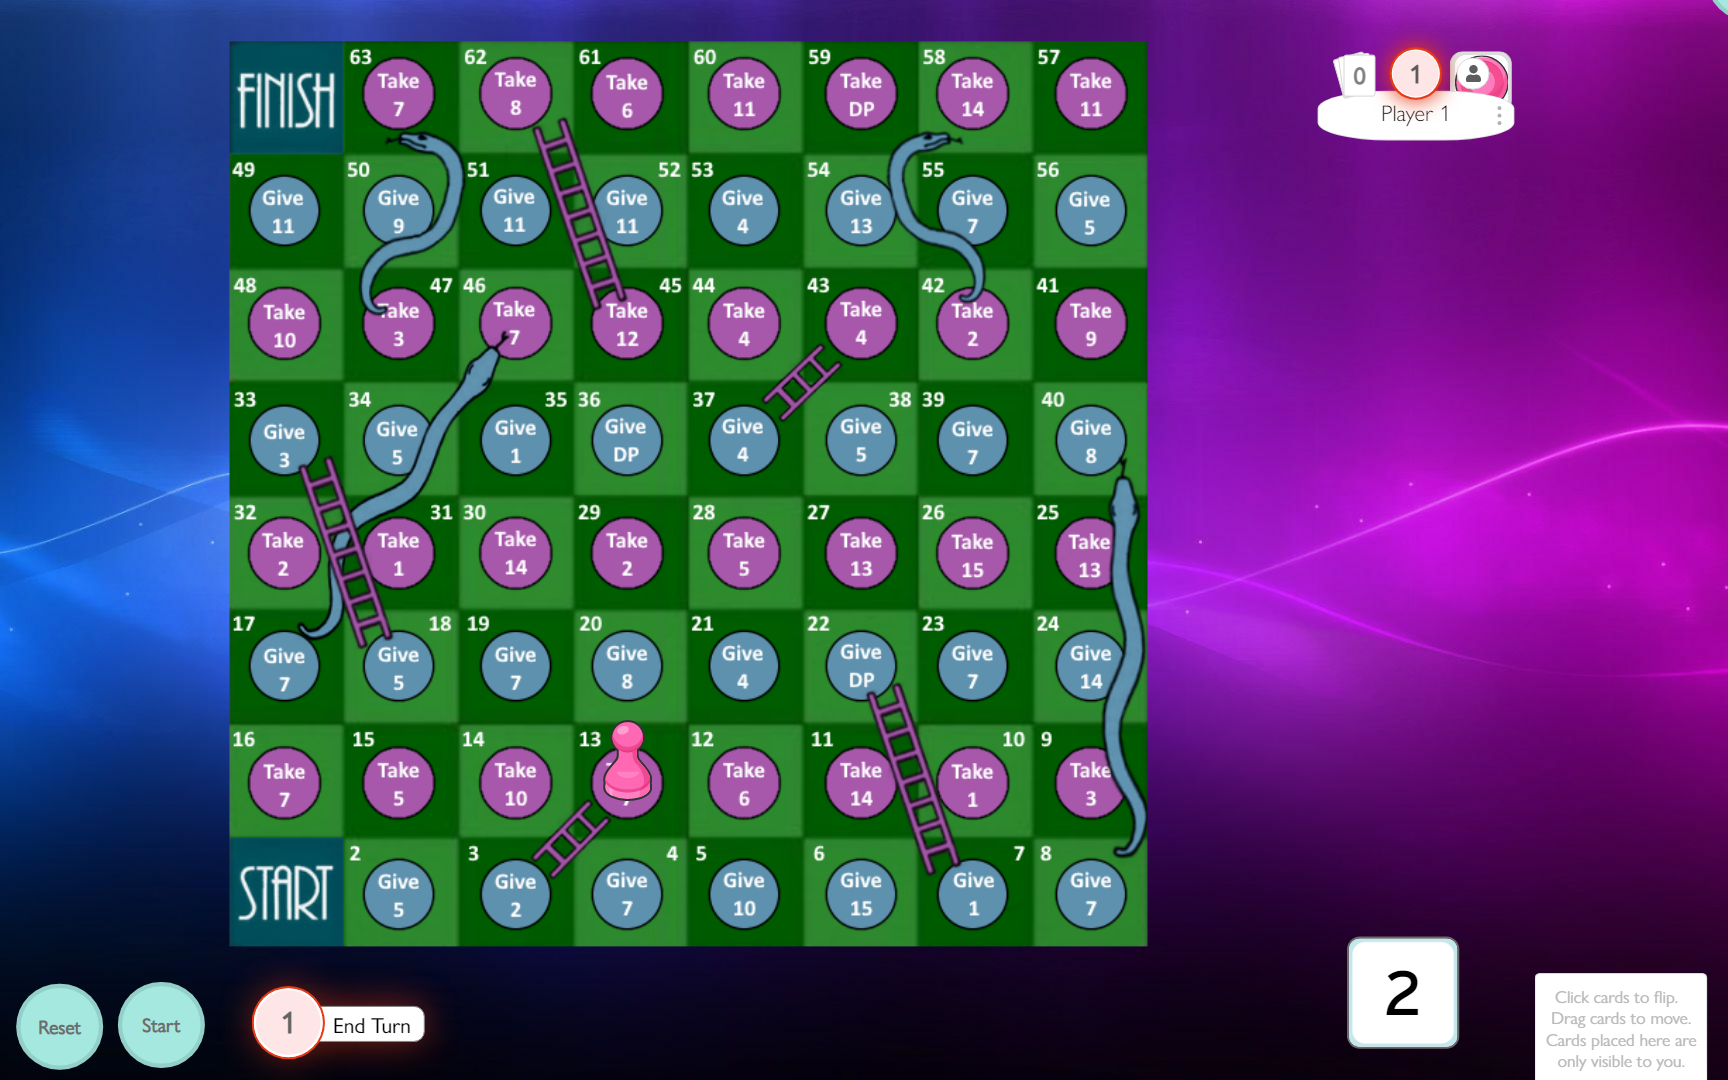 FINISH
63
Take
7
62
Take
8
61
Take
6
60
Take
11
59
Take
DP
58
Take
14
57
Take
11
49
Give
11
50
Give
9
51
Give
11
52
Give
11
53
Give
4
54
Give
13
55
Give
7
56
Give
5
48
Take
10
47
Take
3
46
Take
7
45
Take
12
44
Take
4
43
Take
4
42
Take
2
41
Take
9
33
Give
3
34
Give
5
35
Give
1
36
Give
DP
37
Give
4
38
Give
5
39
Give
7
40
Give
8
32
Take
2
31
Take
1
30
Take
14
29
Take
2
28
Take
5
27
Take
13
26
Take
15
25
Take
13
17
Give
7
18
Give
5
19
Give
7
20
Give
8
21
Give
4
22
Give
DP
23
Give
7
24
Give
14
16
Take
7
15
Take
5
14
Take
10
13
12
Take
6
11
Take
14
10
Take
1
9
Take
3
START
2
Give
5
3
Give
2
4
Give
7
5
Give
10
6
Give
15
7
Give
1
8
Give
7
0
1
Player 1
Reset
Start
1
End Turn
2
Click cards to flip.
Drag cards to move.
Cards placed here are
only visible to you.